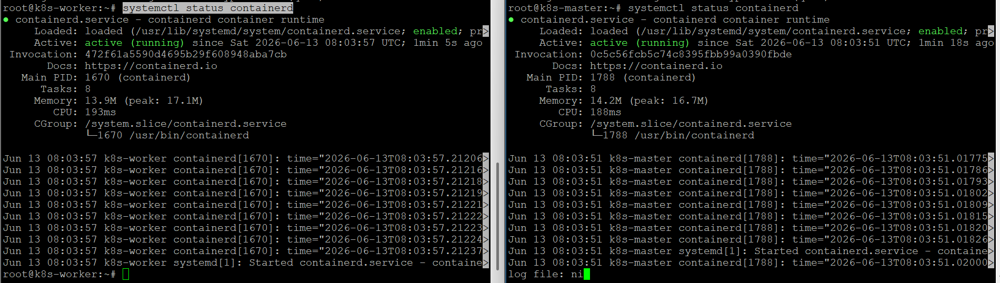 root@k8s-worker:~# systemctl status containerd
● containerd.service - containerd container runtime
Loaded: loaded (/usr/lib/systemd/system/containerd.service; enabled; pr>
Active: active (running) since Sat 2026-06-13 08:03:57 UTC; 1min 5s ago
Invocation: 472f61a5590d4695b29f608948aba7cb
Docs: https://containerd.io
Main PID: 1670 (containerd)
Tasks: 8
Memory: 13.9M (peak: 17.1M)
CPU: 193ms
CGroup: /system.slice/containerd.service
└─1670 /usr/bin/containerd
Jun 13 08:03:57 k8s-worker containerd[1670]: time="2026-06-13T08:03:57.21206>
Jun 13 08:03:57 k8s-worker containerd[1670]: time="2026-06-13T08:03:57.21216>
Jun 13 08:03:57 k8s-worker containerd[1670]: time="2026-06-13T08:03:57.21218>
Jun 13 08:03:57 k8s-worker containerd[1670]: time="2026-06-13T08:03:57.21219>
Jun 13 08:03:57 k8s-worker containerd[1670]: time="2026-06-13T08:03:57.21221>
Jun 13 08:03:57 k8s-worker containerd[1670]: time="2026-06-13T08:03:57.21222>
Jun 13 08:03:57 k8s-worker containerd[1670]: time="2026-06-13T08:03:57.21223>
Jun 13 08:03:57 k8s-worker containerd[1670]: time="2026-06-13T08:03:57.21224>
Jun 13 08:03:57 k8s-worker containerd[1670]: time="2026-06-13T08:03:57.21237>
Jun 13 08:03:57 k8s-worker systemd[1]: Started containerd.service - containe>
root@k8s-worker:~#
root@k8s-master:~# systemctl status containerd
● containerd.service - containerd container runtime
Loaded: loaded (/usr/lib/systemd/system/containerd.service; enabled; pr>
Active: active (running) since Sat 2026-06-13 08:03:51 UTC; 1min 18s ago
Invocation: 0c5c56fcb5c74c8395fbb99a0390fbde
Docs: https://containerd.io
Main PID: 1788 (containerd)
Tasks: 8
Memory: 14.2M (peak: 16.7M)
CPU: 188ms
CGroup: /system.slice/containerd.service
└─1788 /usr/bin/containerd
Jun 13 08:03:51 k8s-master containerd[1788]: time="2026-06-13T08:03:51.01775>
Jun 13 08:03:51 k8s-master containerd[1788]: time="2026-06-13T08:03:51.01786>
Jun 13 08:03:51 k8s-master containerd[1788]: time="2026-06-13T08:03:51.01793>
Jun 13 08:03:51 k8s-master containerd[1788]: time="2026-06-13T08:03:51.01802>
Jun 13 08:03:51 k8s-master containerd[1788]: time="2026-06-13T08:03:51.01809>
Jun 13 08:03:51 k8s-master containerd[1788]: time="2026-06-13T08:03:51.01815>
Jun 13 08:03:51 k8s-master containerd[1788]: time="2026-06-13T08:03:51.01820>
Jun 13 08:03:51 k8s-master containerd[1788]: time="2026-06-13T08:03:51.01826>
Jun 13 08:03:51 k8s-master systemd[1]: Started containerd.service - containe>
Jun 13 08:03:51 k8s-master containerd[1788]: time="2026-06-13T08:03:51.02000>
log file: ni